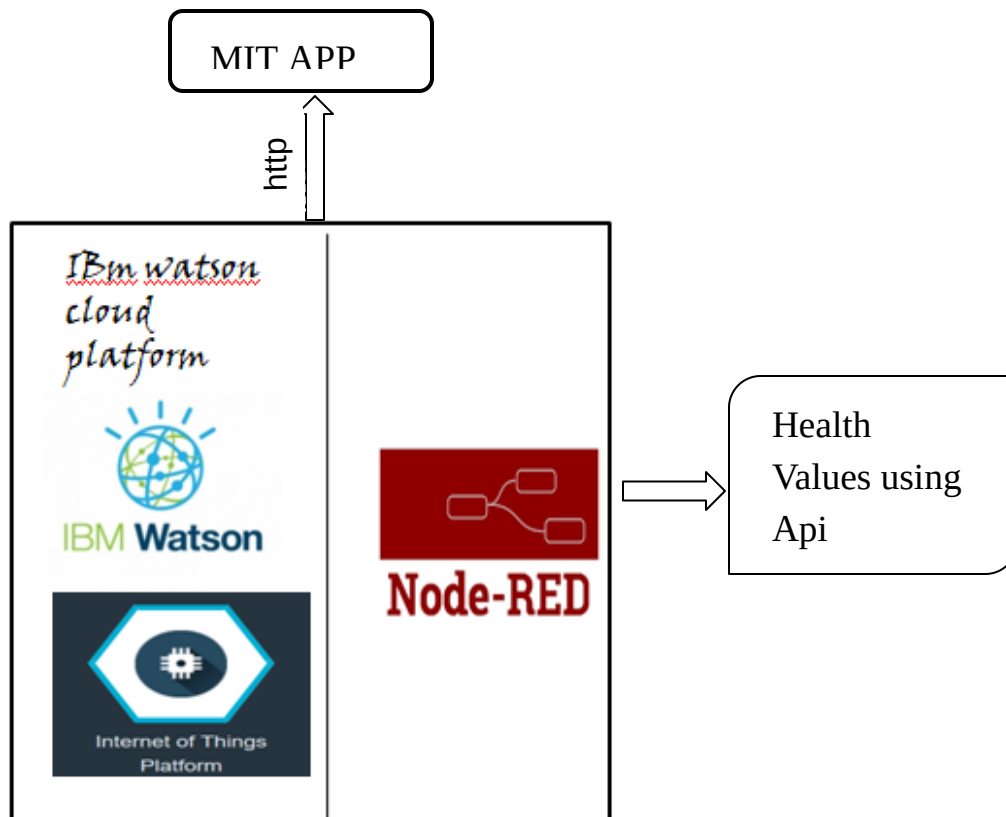 MIT APP
http
IBm watson
cloud
platform
IBM Watson
Internet of Things
Platform
Node-RED
Health
Values using
Api